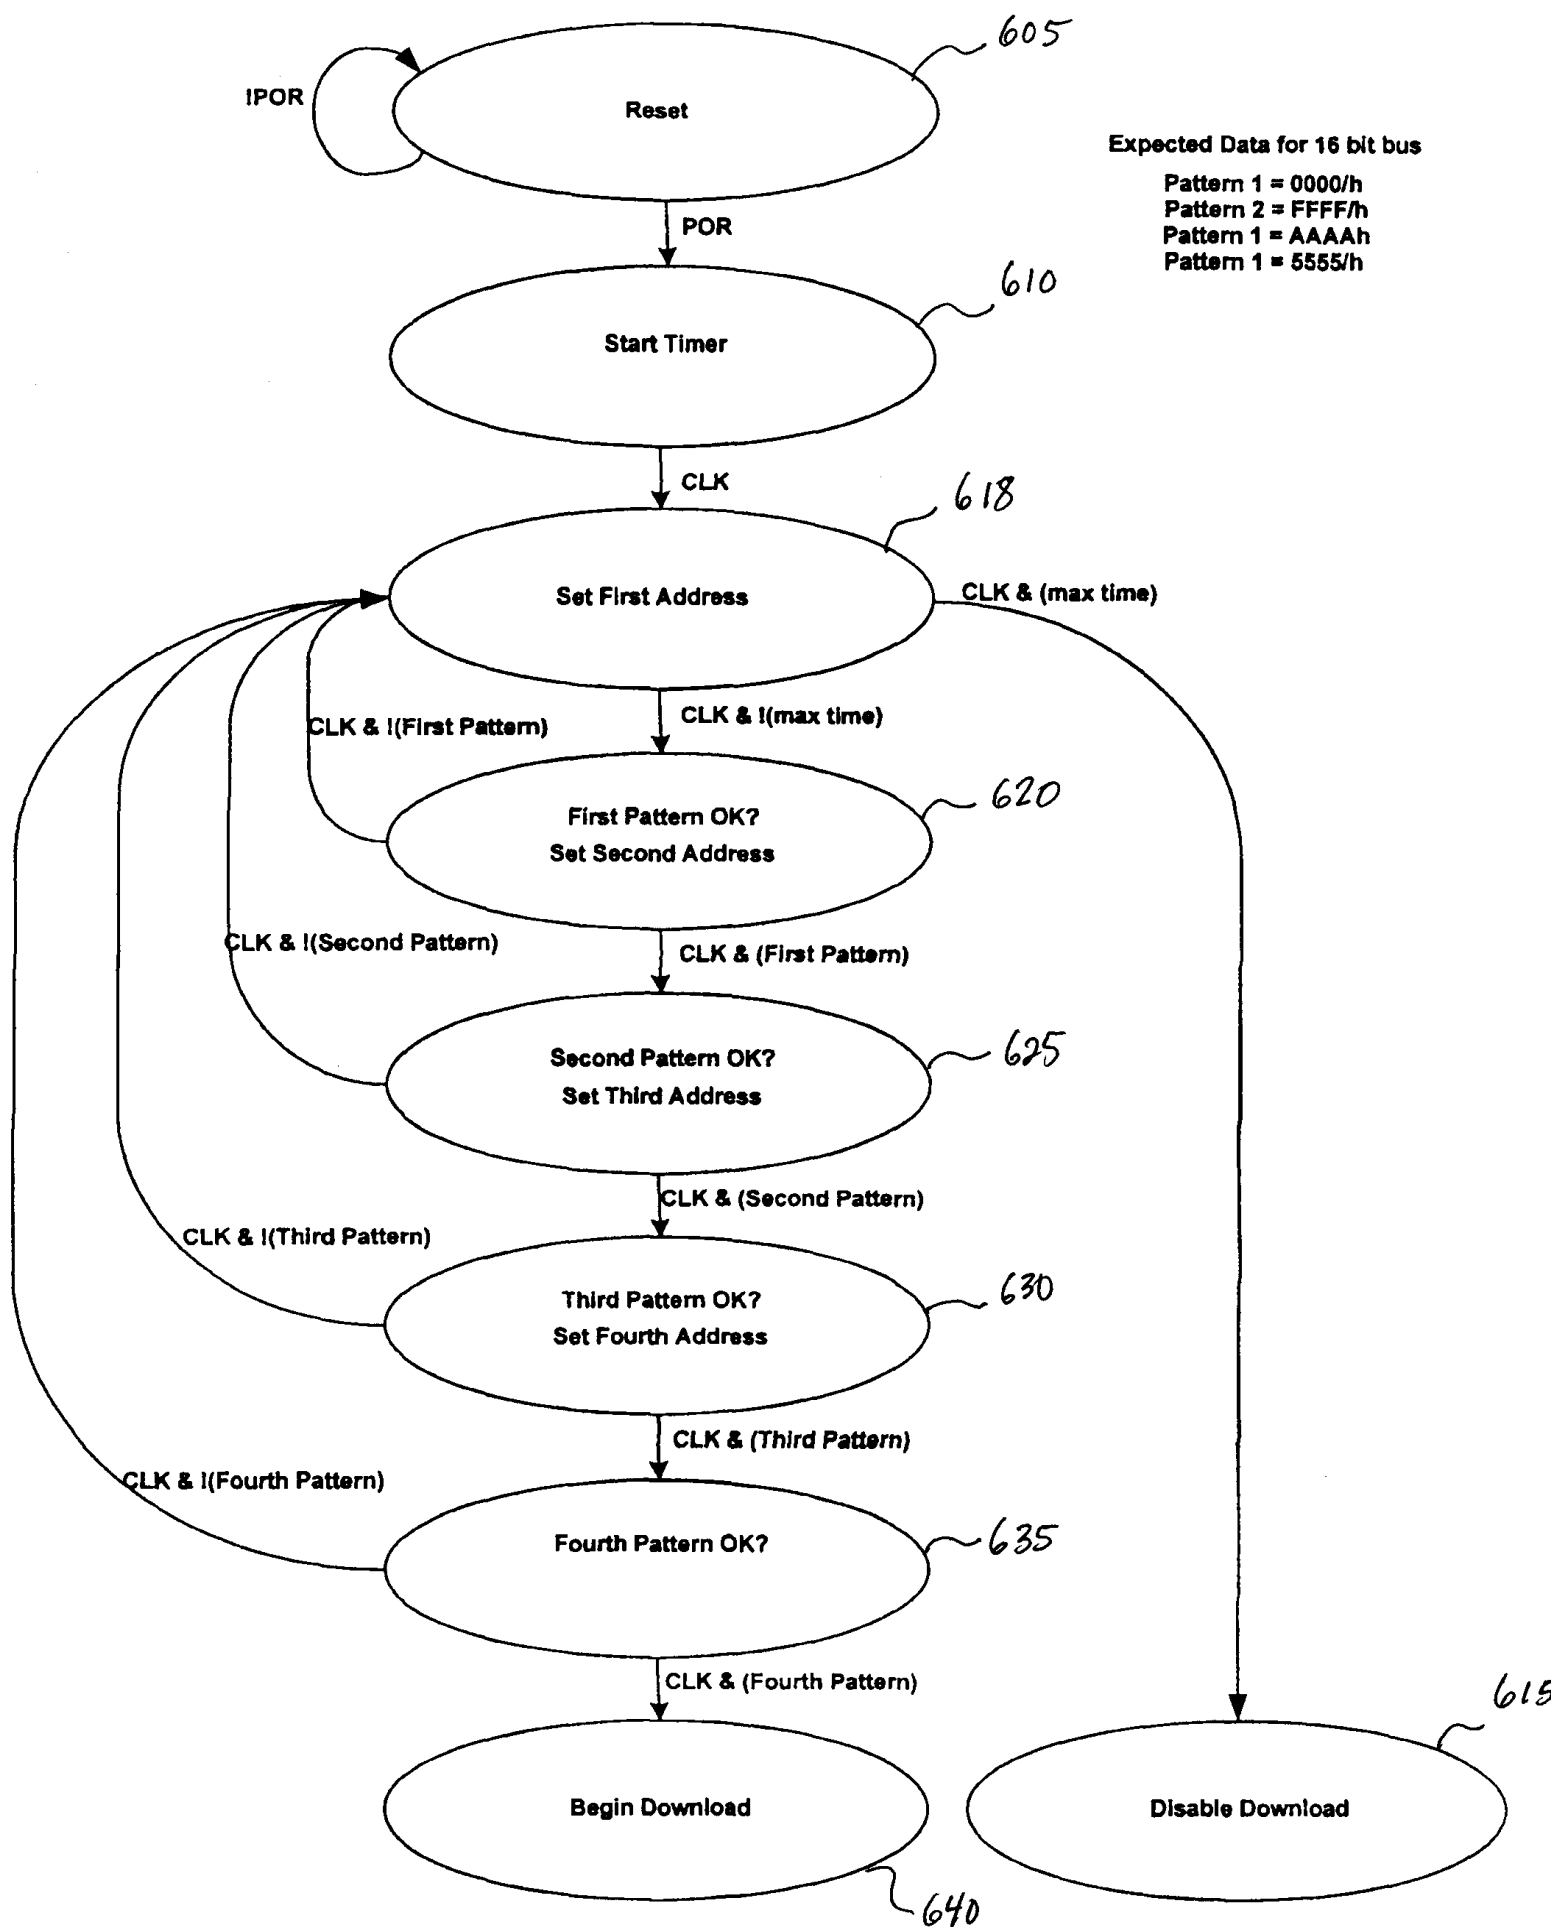 605
!POR
Reset
Expected Data for 16 bit bus
Pattern 1 = 0000/h
Pattern 2 = FFFF/h
Pattern 1 = AAAAh
Pattern 1 = 5555/h
POR
610
Start Timer
CLK
618
Set First Address
CLK & (max time)
CLK & !(First Pattern)
CLK & !(max time)
620
First Pattern OK?
Set Second Address
CLK & !(Second Pattern)
CLK & (First Pattern)
625
Second Pattern OK?
Set Third Address
CLK & (Second Pattern)
CLK & !(Third Pattern)
630
Third Pattern OK?
Set Fourth Address
CLK & (Third Pattern)
CLK & !(Fourth Pattern)
635
Fourth Pattern OK?
CLK & (Fourth Pattern)
615
Begin Download
Disable Download
640